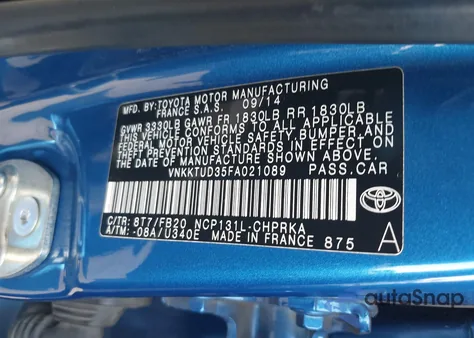 MFD. BY:TOYOTA MOTOR MANUFACTURING
FRANCE S.A.S. 09/14
GVWR 3330LB GAWR FR 1830LB RR 1830LB
THIS VEHICLE CONFORMS TO ALL APPLICABLE
FEDERAL MOTOR VEHICLE SAFETY, BUMPER,AND
THEFT PREVENTION STANDARDS IN EFFECT ON
THE DATE OF MANUFACTURE SHOWN ABOVE.
VNKKTUD35FA021089 PASS.CAR
C/TR: 8T7/FB20 NCP131L-CHPRKA
A/TM: -08A/U340E MADE IN FRANCE 875
A
TOYOTA
autoSnap